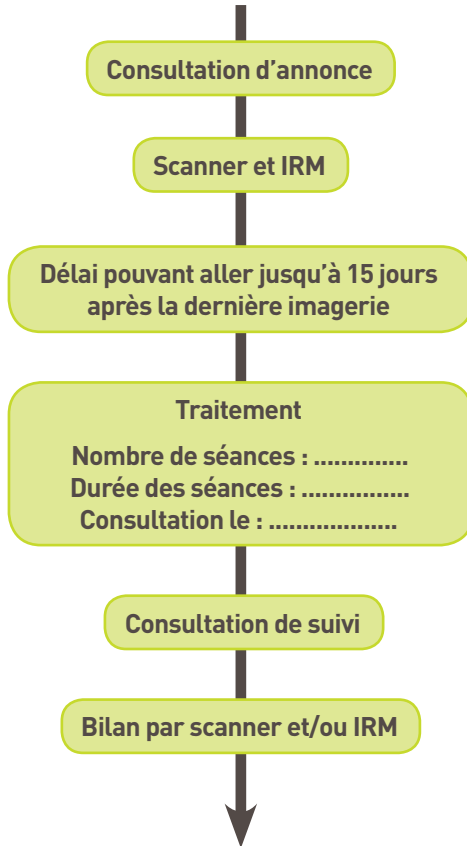 Consultation d’annonce
Scanner et IRM
Délai pouvant aller jusqu’à 15 jours
après la dernière imagerie
Traitement
Nombre de séances : ..............
Durée des séances : ................
Consultation le : ...................
Consultation de suivi
Bilan par scanner et/ou IRM